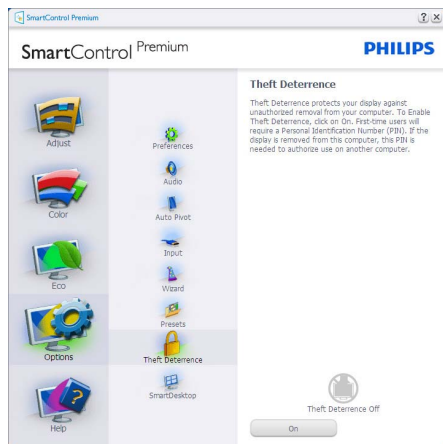 SmartControl Premium
SmartControl Premium
PHILIPS
Adjust
Color
Eco
Options
Help
Preferences
Audio
Auto Pivot
Input
Wizard
Presets
Theft Deterrence
SmartDesktop
Theft Deterrence
Theft Deterrence protects your display against
unauthorized removal from your computer. To Enable
Theft Deterrence, click on On. First-time users will
require a Personal Identification Number (PIN). If the
display is removed from this computer, this PIN is
needed to authorize use on another computer.
Theft Deterrence Off
On